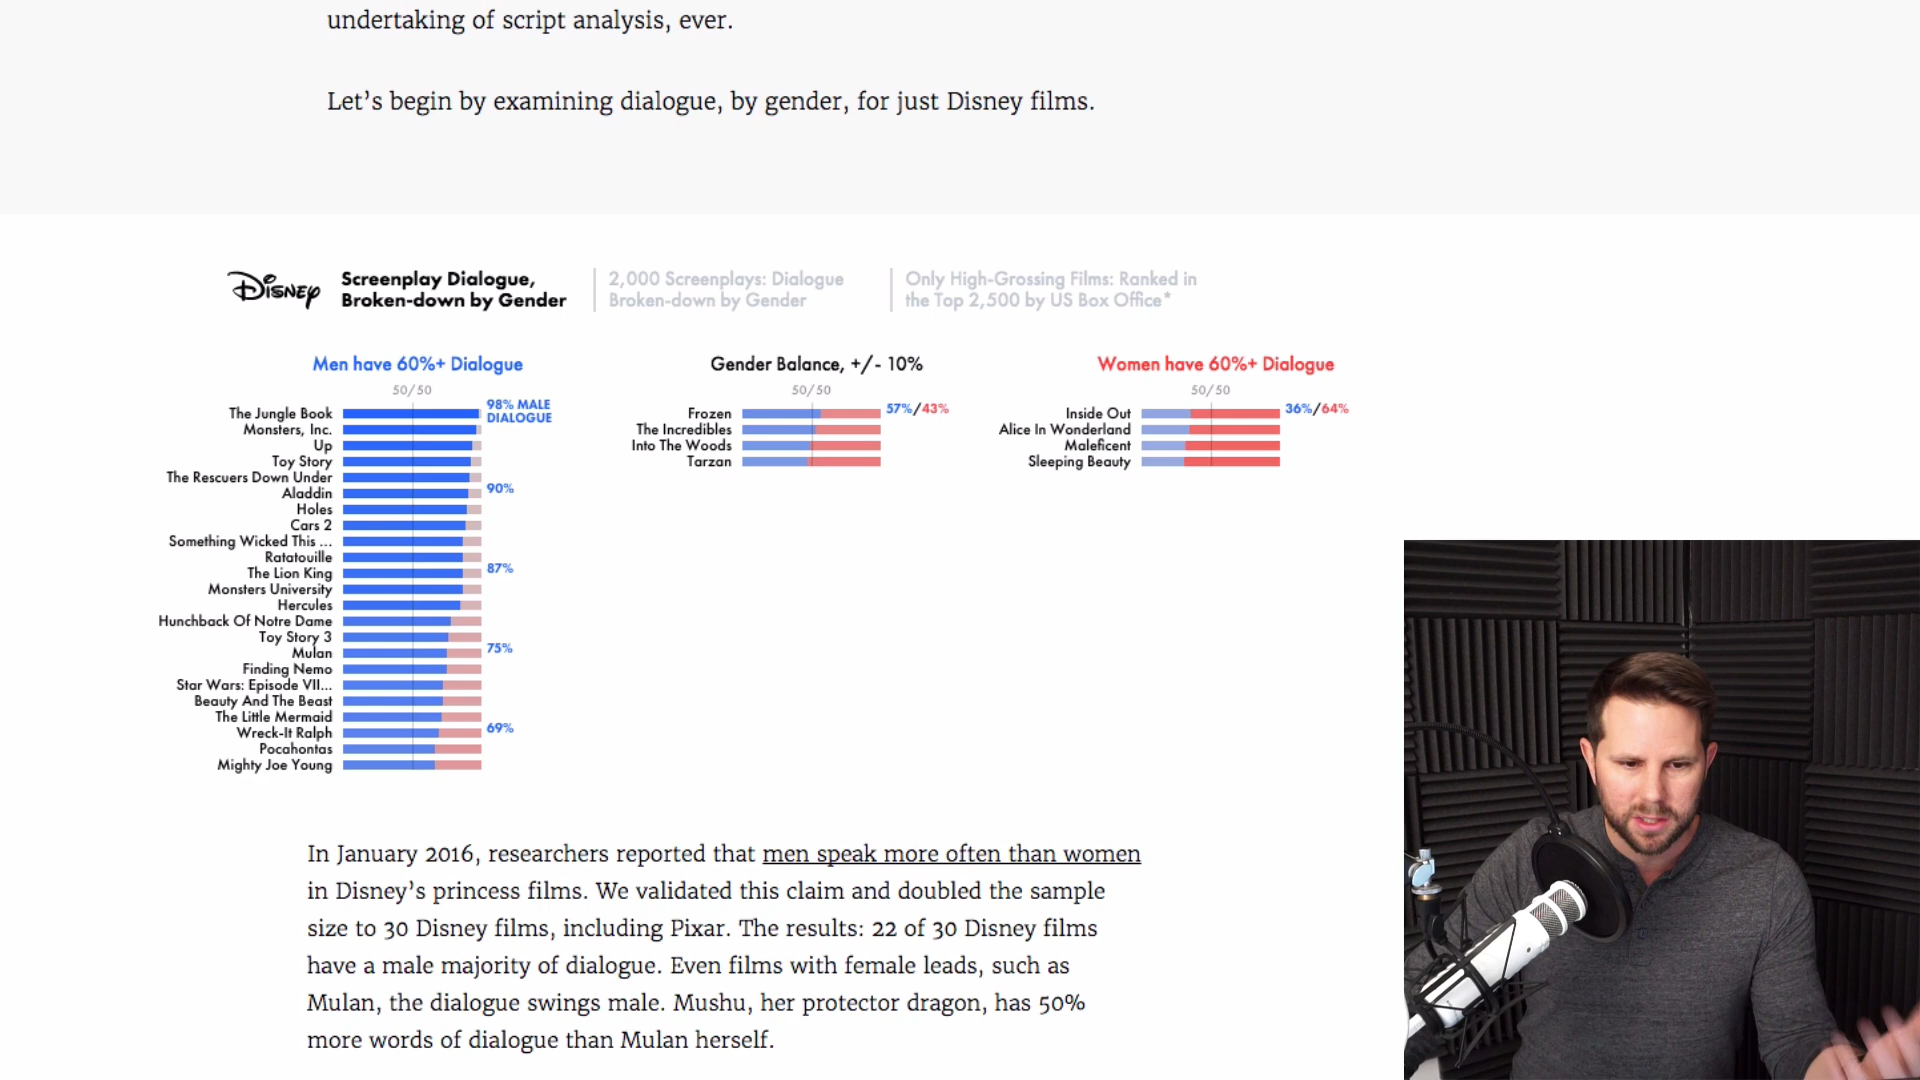 undertaking of script analysis, ever.
Let’s begin by examining dialogue, by gender, for just Disney films.
Disney
Screenplay Dialogue,
Broken-down by Gender
2,000 Screenplays: Dialogue
Broken-down by Gender
Only High-Grossing Films: Ranked in
the Top 2,500 by US Box Office*
Men have 60%+ Dialogue
50/50
98% MALE
DIALOGUE
The Jungle Book
Monsters, Inc.
Up
Toy Story
The Rescuers Down Under
Aladdin
90%
Holes
Cars 2
Something Wicked This ...
Ratatouille
The Lion King
87%
Monsters University
Hercules
Hunchback Of Notre Dame
Toy Story 3
Mulan
75%
Finding Nemo
Star Wars: Episode VII...
Beauty And The Beast
The Little Mermaid
Wreck-It Ralph
69%
Pocahontas
Mighty Joe Young
Gender Balance, +/- 10%
50/50
Frozen
57%/43%
The Incredibles
Into The Woods
Tarzan
Women have 60%+ Dialogue
50/50
Inside Out
36%/64%
Alice In Wonderland
Maleficent
Sleeping Beauty
In January 2016, researchers reported that men speak more often than women
in Disney’s princess films. We validated this claim and doubled the sample
size to 30 Disney films, including Pixar. The results: 22 of 30 Disney films
have a male majority of dialogue. Even films with female leads, such as
Mulan, the dialogue swings male. Mushu, her protector dragon, has 50%
more words of dialogue than Mulan herself.